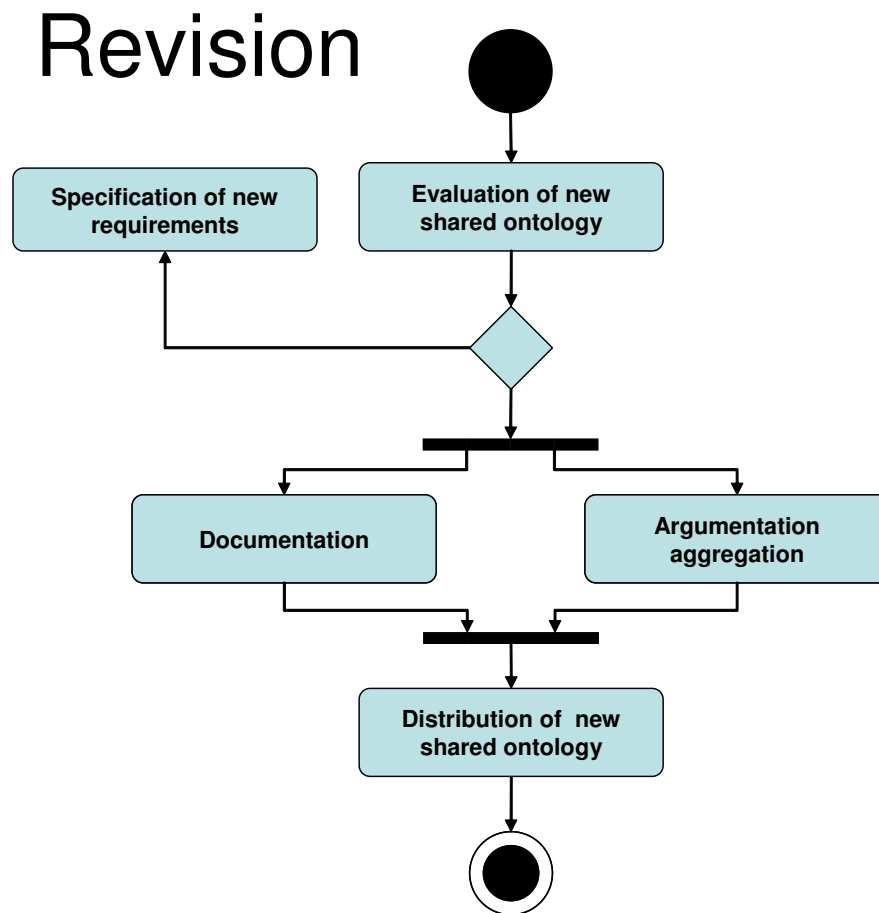 Revision
Specification of new
requirements
Evaluation of new
shared ontology
Documentation
Argumentation
aggregation
Distribution of  new
shared ontology